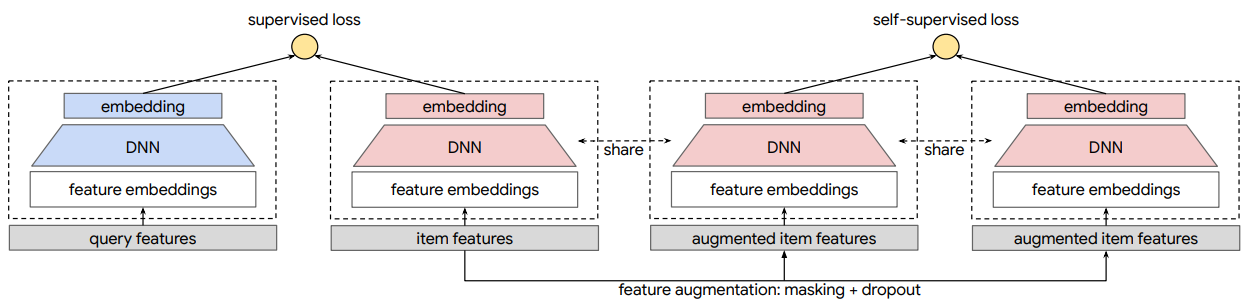 supervised loss
self-supervised loss
embedding
embedding
embedding
embedding
DNN
DNN
DNN
DNN
share
share
feature embeddings
feature embeddings
feature embeddings
feature embeddings
query features
item features
augmented item features
augmented item features
feature augmentation: masking + dropout